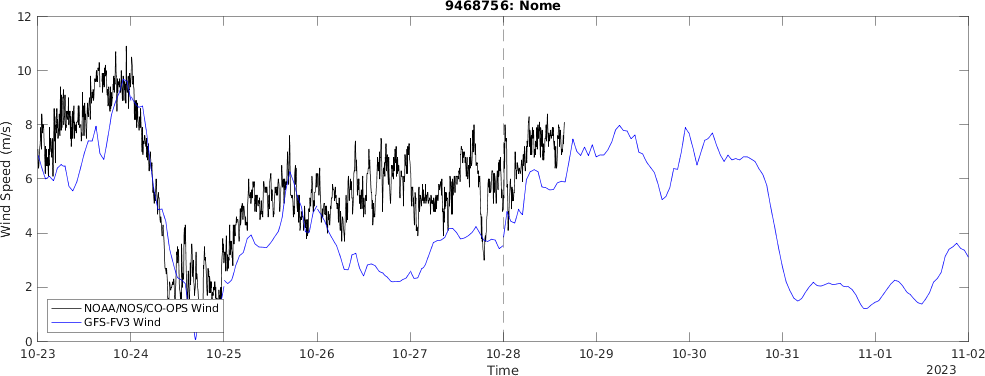 9468756: Nome
Wind Speed (m/s)
12
10
8
6
4
2
0
NOAA/NOS/CO-OPS Wind
GFS-FV3 Wind
10-23 10-24 10-25 10-26 10-27 10-28 10-29 10-30 10-31 11-01 11-02
Time
2023